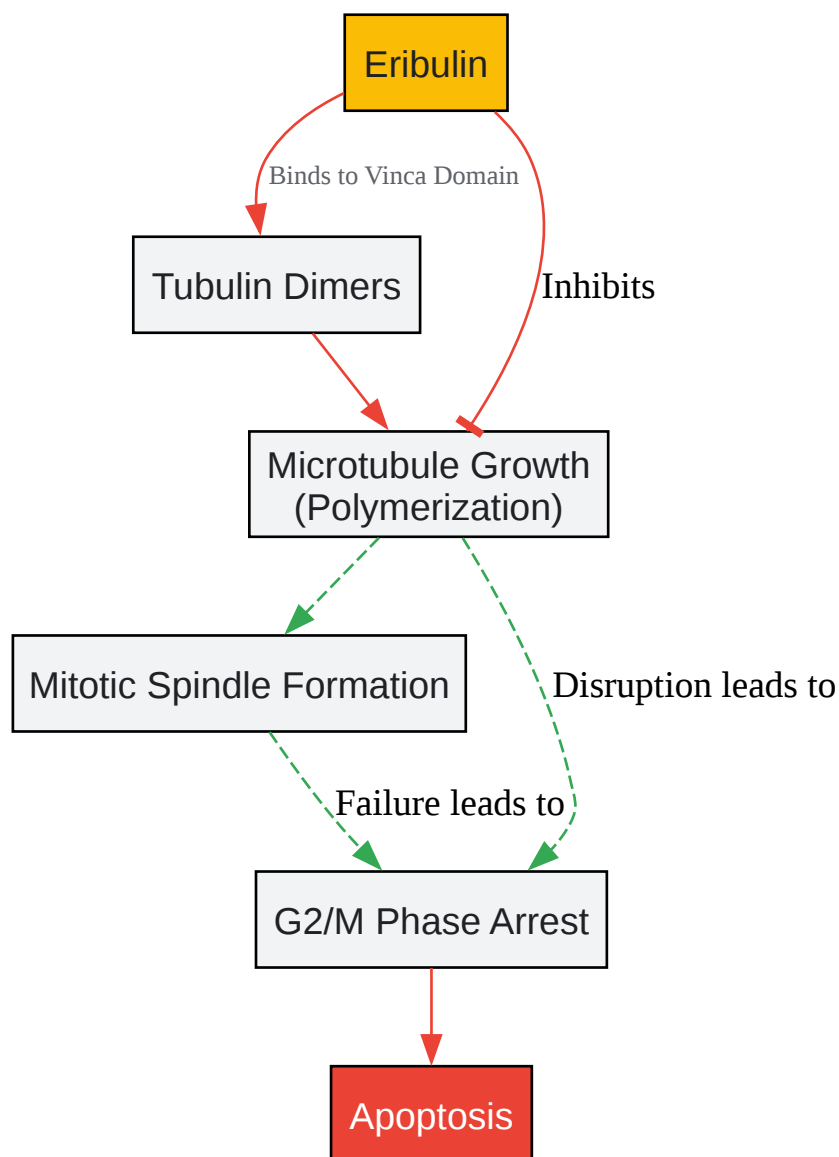 Eribulin
Binds to Vinca Domain
Tubulin Dimers
Inhibits
Microtubule Growth
(Polymerization)
Mitotic Spindle Formation
Disruption leads to
Failure leads to
G2/M Phase Arrest
Apoptosis